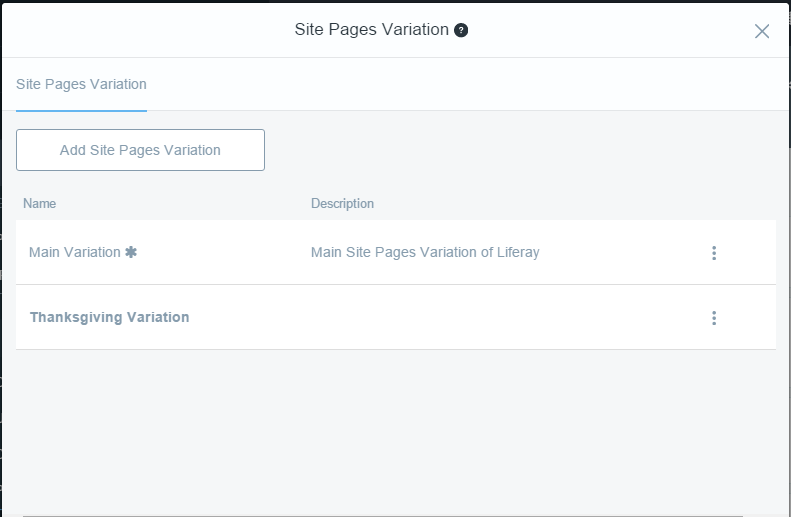 Site Pages Variation ?
Site Pages Variation
Add Site Pages Variation
Name Description
Main Variation ✱ Main Site Pages Variation of Liferay
Thanksgiving Variation